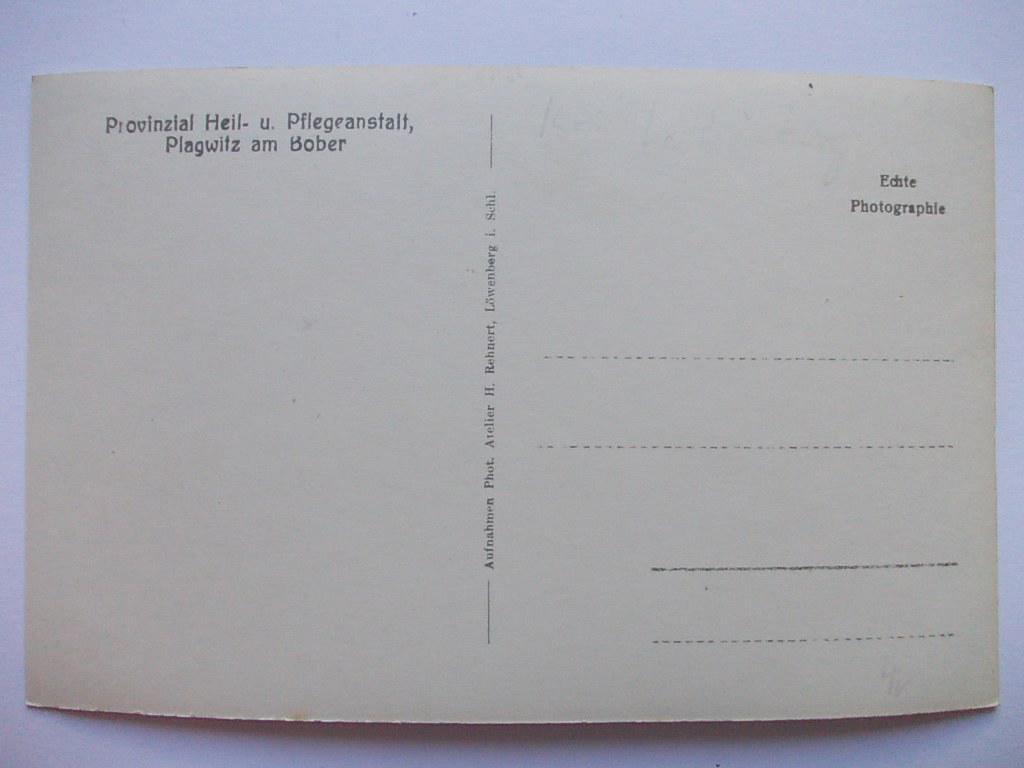 Provinzial Heil- u. Pflegeanstalt,
Plagwitz am Bober
Aufnahmen Phot. Atelier H. Rehnert, Löwenberg i. Schl.
Echte
Photographie